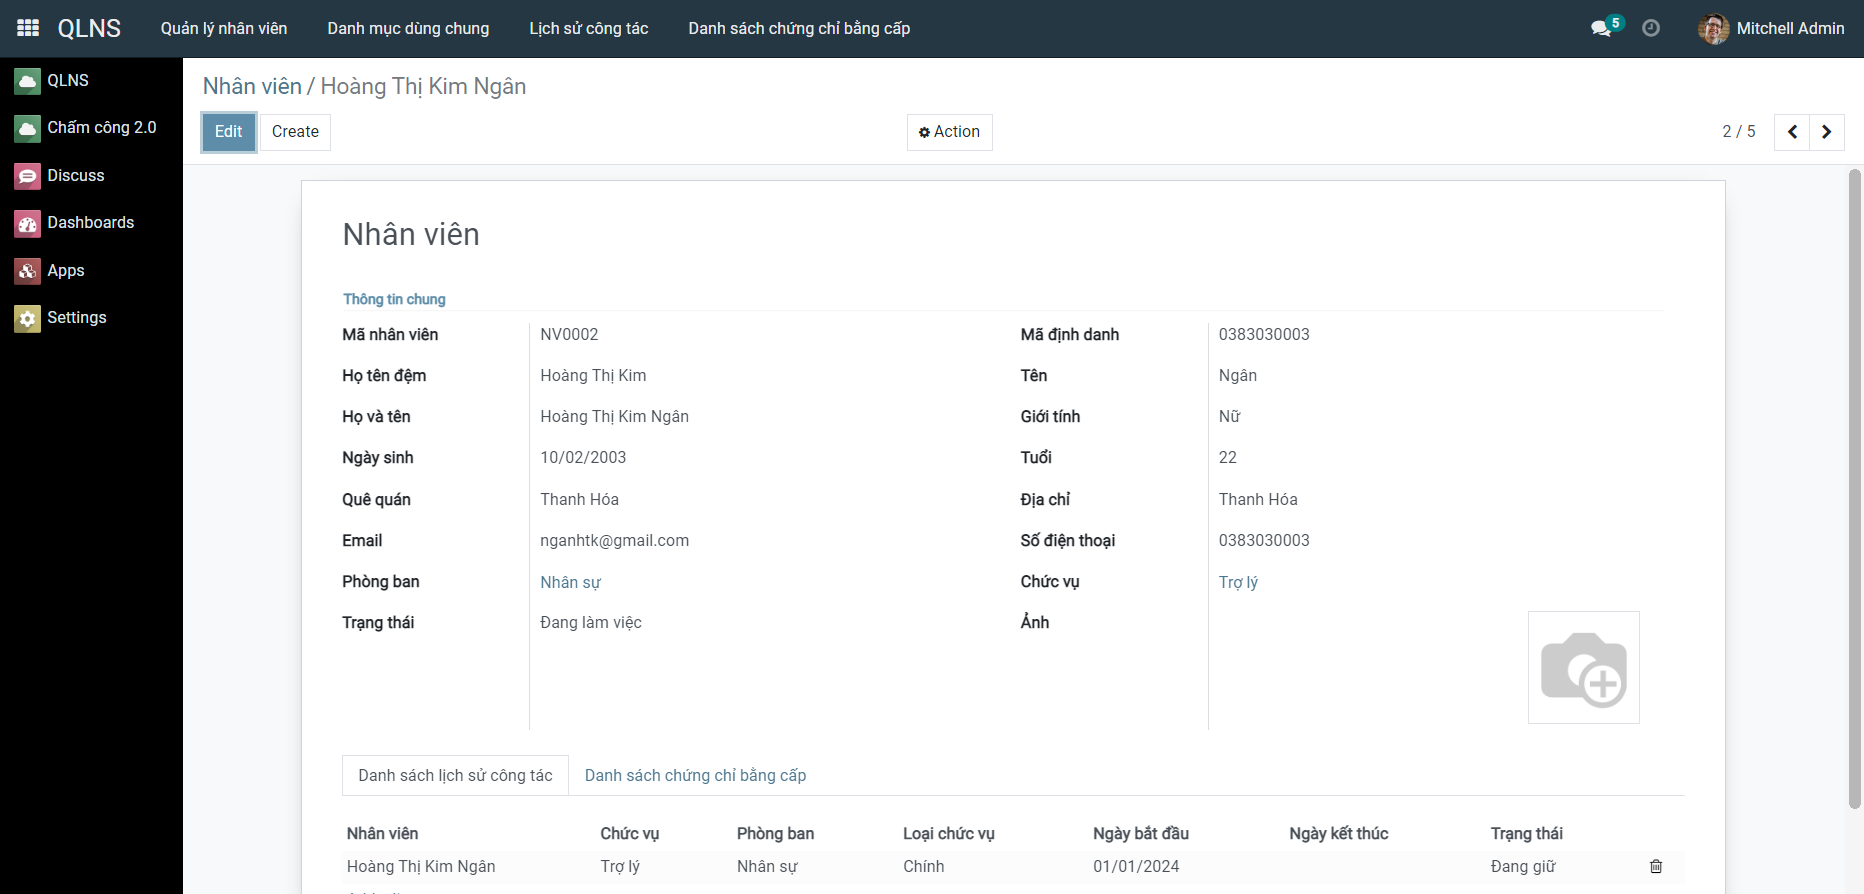 QLNS Quản lý nhân viên Danh mục dùng chung Lịch sử công tác Danh sách chứng chỉ bằng cấp 5 Mitchell Admin
QLNS
Chấm công 2.0
Discuss
Dashboards
Apps
Settings
Nhân viên / Hoàng Thị Kim Ngân
Edit Create Action 2 / 5
Nhân viên
Thông tin chung
Mã nhân viên NV0002 Mã định danh 0383030003
Họ tên đệm Hoàng Thị Kim Tên Ngân
Họ và tên Hoàng Thị Kim Ngân Giới tính Nữ
Ngày sinh 10/02/2003 Tuổi 22
Quê quán Thanh Hóa Địa chỉ Thanh Hóa
Email nganhtk@gmail.com Số điện thoại 0383030003
Phòng ban Nhân sự Chức vụ Trợ lý
Trạng thái Đang làm việc Ảnh
Danh sách lịch sử công tác Danh sách chứng chỉ bằng cấp
Nhân viên Chức vụ Phòng ban Loại chức vụ Ngày bắt đầu Ngày kết thúc Trạng thái
Hoàng Thị Kim Ngân Trợ lý Nhân sự Chính 01/01/2024 Đang giữ